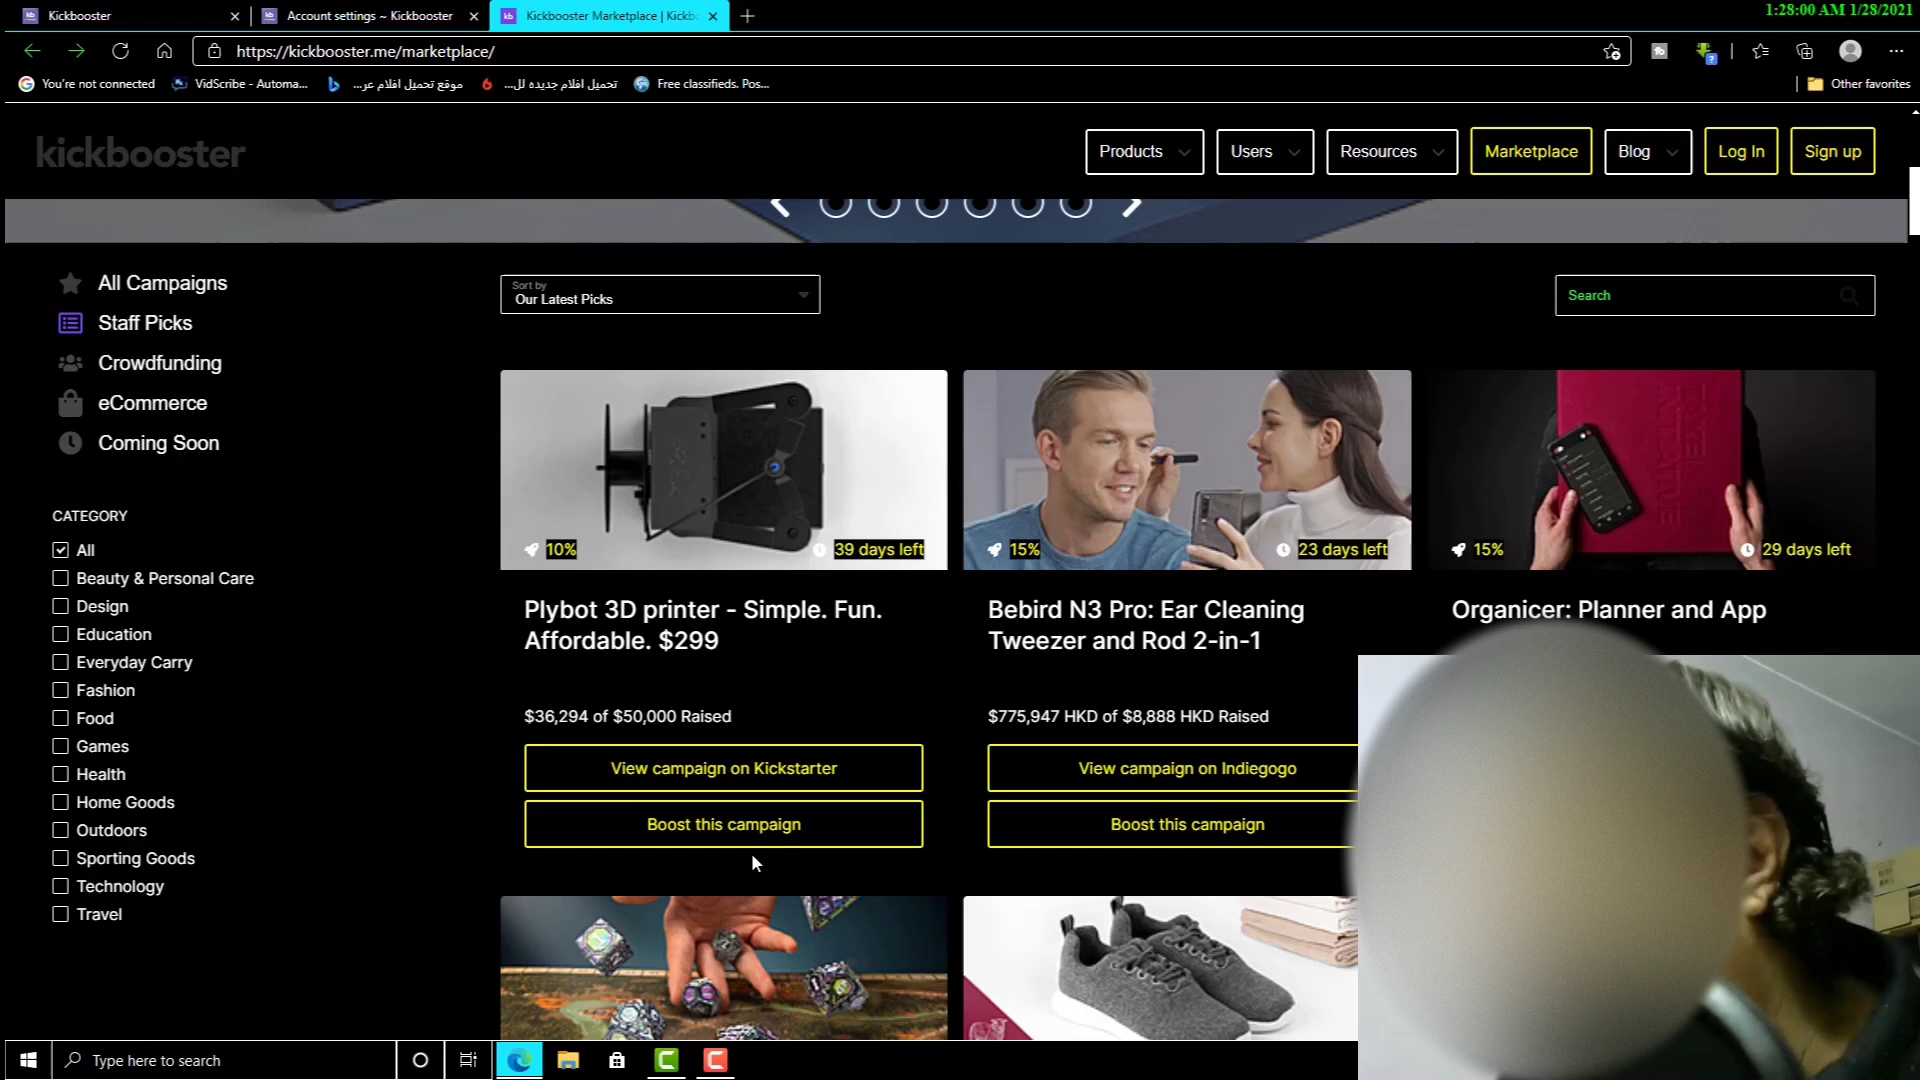 Kickbooster
Account settings ~ Kickbooster
Kickbooster Marketplace | Kickb
1:28:00 AM 1/28/2021
https://kickbooster.me/marketplace/
You're not connected
VidScribe - Automa...
موقع تحميل افلام عر...
تحميل افلام جديده لل...
Free classifieds. Pos...
Other favorites
kickbooster
Products
Users
Resources
Marketplace
Blog
Log In
Sign up
All Campaigns
Staff Picks
Crowdfunding
eCommerce
Coming Soon
CATEGORY
All
Beauty & Personal Care
Design
Education
Everyday Carry
Fashion
Food
Games
Health
Home Goods
Outdoors
Sporting Goods
Technology
Travel
Sort by
Our Latest Picks
Search
10%
39 days left
Plybot 3D printer - Simple. Fun.
Affordable. $299
$36,294 of $50,000 Raised
View campaign on Kickstarter
Boost this campaign
15%
23 days left
Bebird N3 Pro: Ear Cleaning
Tweezer and Rod 2-in-1
$775,947 HKD of $8,888 HKD Raised
View campaign on Indiegogo
Boost this campaign
15%
29 days left
Organicer: Planner and App
Type here to search